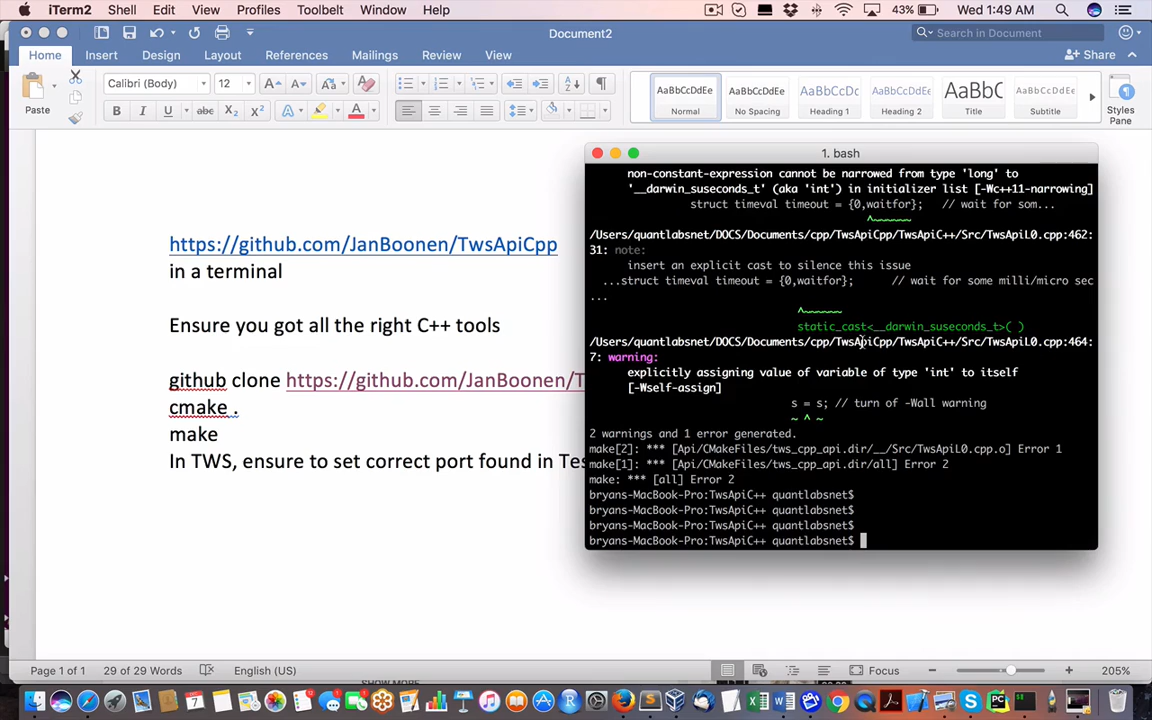 iTerm2 Shell Edit View Profiles Toolbelt Window Help 43% Wed 1:49 AM
Document2
Search in Document
Home Insert Design Layout References Mailings Review View
Share
Calibri (Body) 12
AaBbCcDdEe AaBbCcDdEe AaBbCcDc AaBbCcDdEe AaBbC AaBbCcDdEe
Paste
Normal No Spacing Heading 1 Heading 2 Title Subtitle
Styles
Pane
https://github.com/JanBoonen/TwsApiCpp
in a terminal
Ensure you got all the right C++ tools
github clone https://github.com/JanBoonen/T
cmake .
make
In TWS, ensure to set correct port found in Tes
1. bash
non-constant-expression cannot be narrowed from type 'long' to
'__darwin_suseconds_t' (aka 'int') in initializer list [-Wc++11-narrowing]
struct timeval timeout = {0,waitfor}; // wait for som...
^~~~~~~
/Users/quantlabsnet/DOCS/Documents/cpp/TwsApiCpp/TwsApiC++/Src/TwsApiL0.cpp:462:
31: note:
insert an explicit cast to silence this issue
...struct timeval timeout = {0,waitfor}; // wait for some milli/micro sec
...
^~~~~~~
static_cast<__darwin_suseconds_t>( )
/Users/quantlabsnet/DOCS/Documents/cpp/TwsApiCpp/TwsApiC++/Src/TwsApiL0.cpp:464:
7: warning:
explicitly assigning value of variable of type 'int' to itself
[-Wself-assign]
s = s; // turn of -Wall warning
~ ^ ~
2 warnings and 1 error generated.
make[2]: *** [Api/CMakeFiles/tws_cpp_api.dir/__/Src/TwsApiL0.cpp.o] Error 1
make[1]: *** [Api/CMakeFiles/tws_cpp_api.dir/all] Error 2
make: *** [all] Error 2
bryans-MacBook-Pro:TwsApiC++ quantlabsnet$
bryans-MacBook-Pro:TwsApiC++ quantlabsnet$
bryans-MacBook-Pro:TwsApiC++ quantlabsnet$
bryans-MacBook-Pro:TwsApiC++ quantlabsnet$
Page 1 of 1 29 of 29 Words English (US) Focus 205%